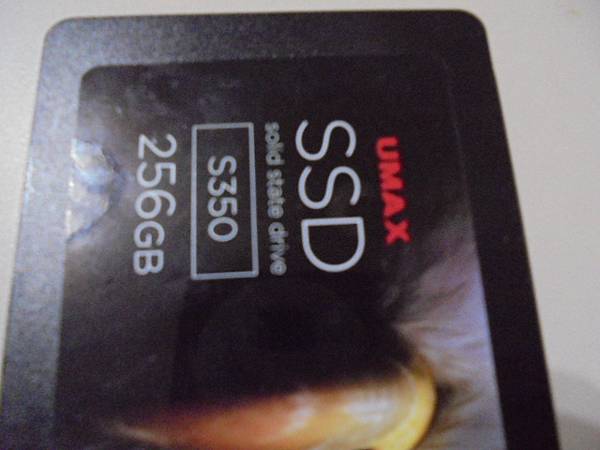 UMAX
SSD
solid state drive
S350
256GB